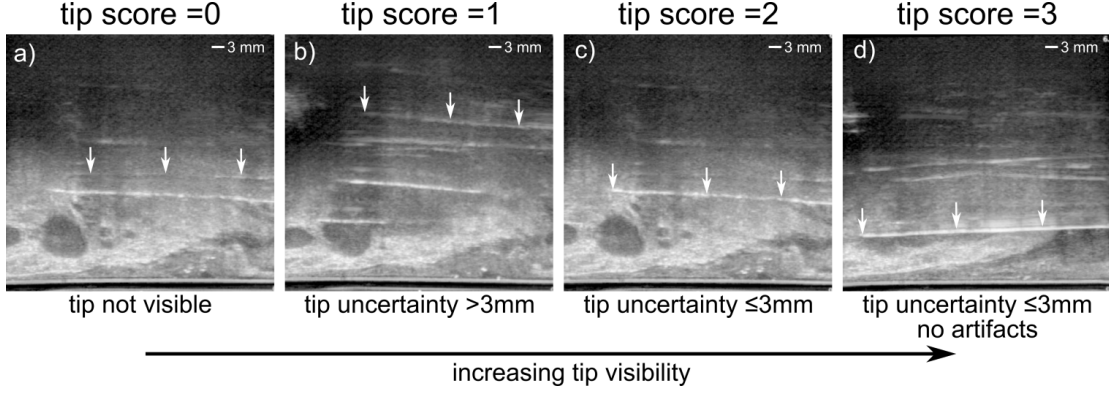 tip score =0
tip score =1
tip score =2
tip score =3
a)
3 mm
b)
3 mm
c)
3 mm
d)
3 mm
tip not visible
tip uncertainty >3mm
tip uncertainty ≤3mm
tip uncertainty ≤3mm
no artifacts
increasing tip visibility